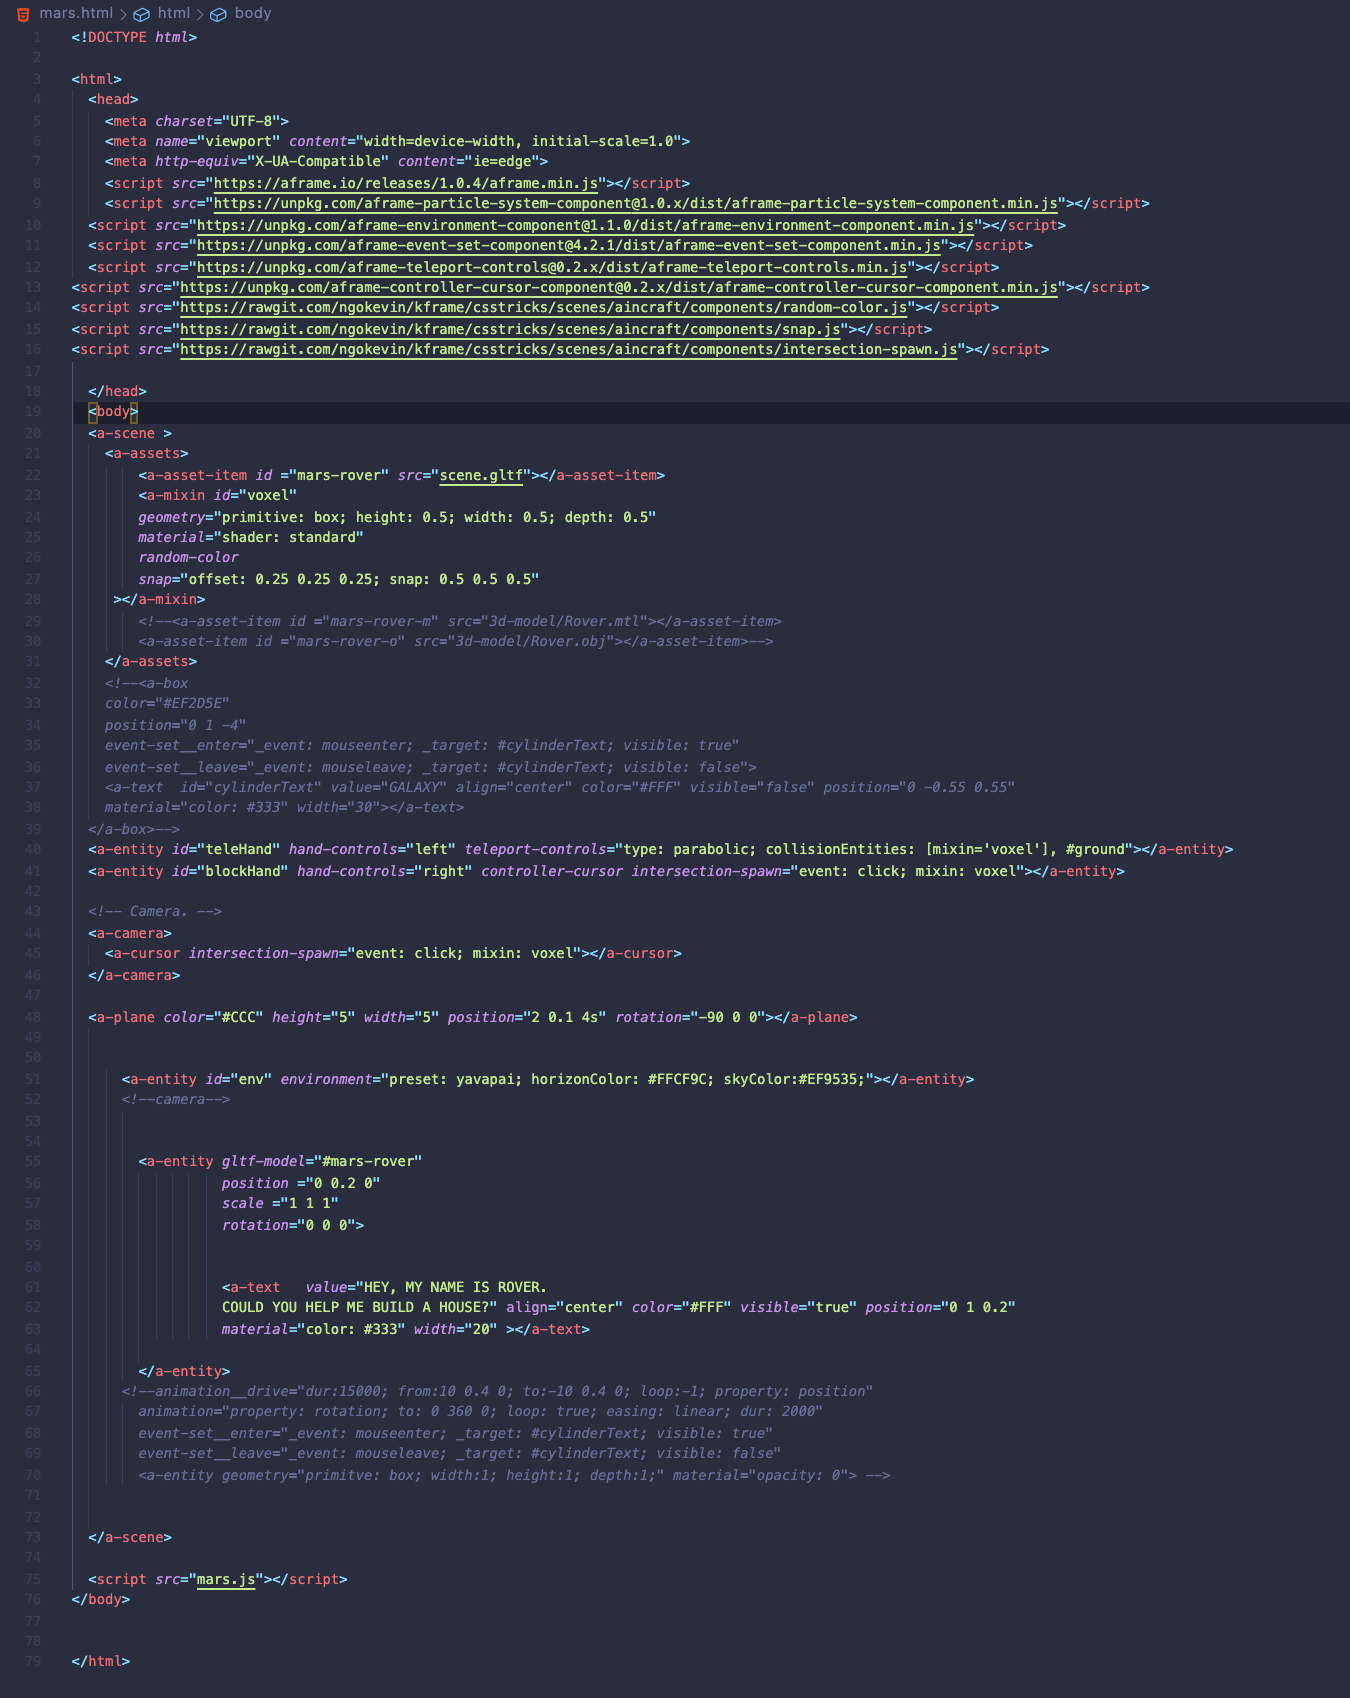 mars.html > html > body
1 <!DOCTYPE html>
2
3 <html>
4 <head>
5 <meta charset="UTF-8">
6 <meta name="viewport" content="width=device-width, initial-scale=1.0">
7 <meta http-equiv="X-UA-Compatible" content="ie=edge">
8 <script src="https://aframe.io/releases/1.0.4/aframe.min.js"></script>
9 <script src="https://unpkg.com/aframe-particle-system-component@1.0.x/dist/aframe-particle-system-component.min.js"></script>
10 <script src="https://unpkg.com/aframe-environment-component@1.1.0/dist/aframe-environment-component.min.js"></script>
11 <script src="https://unpkg.com/aframe-event-set-component@4.2.1/dist/aframe-event-set-component.min.js"></script>
12 <script src="https://unpkg.com/aframe-teleport-controls@0.2.x/dist/aframe-teleport-controls.min.js"></script>
13 <script src="https://unpkg.com/aframe-controller-cursor-component@0.2.x/dist/aframe-controller-cursor-component.min.js"></script>
14 <script src="https://rawgit.com/ngokevin/kframe/csstricks/scenes/aincraft/components/random-color.js"></script>
15 <script src="https://rawgit.com/ngokevin/kframe/csstricks/scenes/aincraft/components/snap.js"></script>
16 <script src="https://rawgit.com/ngokevin/kframe/csstricks/scenes/aincraft/components/intersection-spawn.js"></script>
17
18 </head>
19 <body>
20 <a-scene >
21 <a-assets>
22 <a-asset-item id ="mars-rover" src="scene.gltf"></a-asset-item>
23 <a-mixin id="voxel"
24 geometry="primitive: box; height: 0.5; width: 0.5; depth: 0.5"
25 material="shader: standard"
26 random-color
27 snap="offset: 0.25 0.25 0.25; snap: 0.5 0.5 0.5"
28 ></a-mixin>
29 <!--<a-asset-item id ="mars-rover-m" src="3d-model/Rover.mtl"></a-asset-item>
30 <a-asset-item id ="mars-rover-o" src="3d-model/Rover.obj"></a-asset-item>-->
31 </a-assets>
32 <!--<a-box
33 color="#EF2D5E"
34 position="0 1 -4"
35 event-set__enter="_event: mouseenter; _target: #cylinderText; visible: true"
36 event-set__leave="_event: mouseleave; _target: #cylinderText; visible: false">
37 <a-text  id="cylinderText" value="GALAXY" align="center" color="#FFF" visible="false" position="0 -0.55 0.55"
38 material="color: #333" width="30"></a-text>
39 </a-box>-->
40 <a-entity id="teleHand" hand-controls="left" teleport-controls="type: parabolic; collisionEntities: [mixin='voxel'], #ground"></a-entity>
41 <a-entity id="blockHand" hand-controls="right" controller-cursor intersection-spawn="event: click; mixin: voxel"></a-entity>
42
43 <!-- Camera. -->
44 <a-camera>
45 <a-cursor intersection-spawn="event: click; mixin: voxel"></a-cursor>
46 </a-camera>
47
48 <a-plane color="#CCC" height="5" width="5" position="2 0.1 4s" rotation="-90 0 0"></a-plane>
49
50
51 <a-entity id="env" environment="preset: yavapai; horizonColor: #FFCF9C; skyColor:#EF9535;"></a-entity>
52 <!--camera-->
53
54
55 <a-entity gltf-model="#mars-rover"
56 position ="0 0.2 0"
57 scale ="1 1 1"
58 rotation="0 0 0">
59
60
61 <a-text   value="HEY, MY NAME IS ROVER.
62 COULD YOU HELP ME BUILD A HOUSE?" align="center" color="#FFF" visible="true" position="0 1 0.2"
63 material="color: #333" width="20" ></a-text>
64
65 </a-entity>
66 <!--animation__drive="dur:15000; from:10 0.4 0; to:-10 0.4 0; loop:-1; property: position"
67 animation="property: rotation; to: 0 360 0; loop: true; easing: linear; dur: 2000"
68 event-set__enter="_event: mouseenter; _target: #cylinderText; visible: true"
69 event-set__leave="_event: mouseleave; _target: #cylinderText; visible: false"
70 <a-entity geometry="primitve: box; width:1; height:1; depth:1;" material="opacity: 0"> -->
71
72
73 </a-scene>
74
75 <script src="mars.js"></script>
76 </body>
77
78
79 </html>